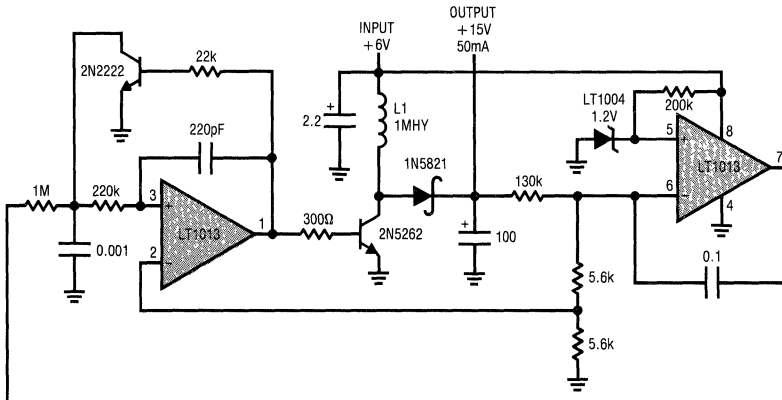 INPUT
+6V
OUTPUT
+15V
50mA
2N2222
22k
220pF
1M
220k
3
+
2
−
LT1013
1
0.001
300Ω
2N5262
2.2
+
L1
1MHY
1N5821
+
100
130k
5.6k
5.6k
LT1004
1.2V
200k
5
+
6
−
LT1013
8
4
7
0.1